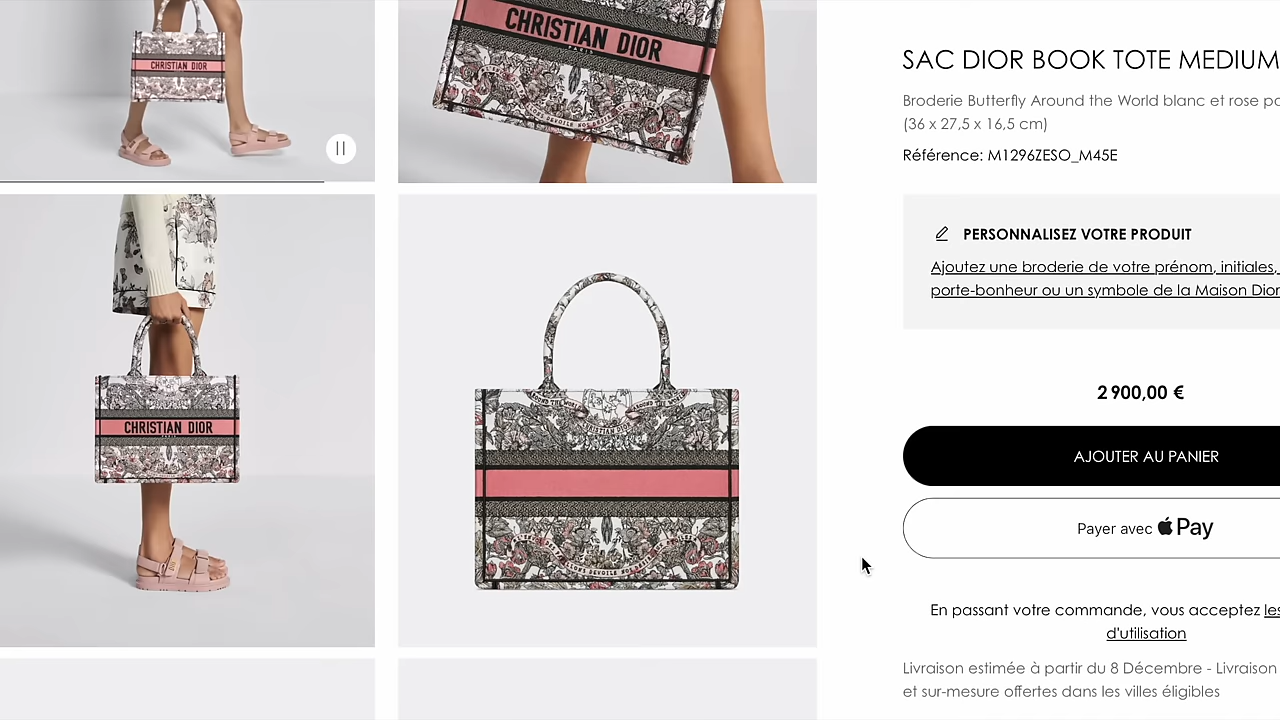 CHRISTIAN DIOR
CHRISTIAN DIOR
PARIS
CHRISTIAN DIOR
CHRISTIAN DIOR
SAC DIOR BOOK TOTE MEDIUM
Broderie Butterfly Around the World blanc et rose
(36 x 27,5 x 16,5 cm)
Référence: M1296ZESO_M45E
PERSONNALISEZ VOTRE PRODUIT
Ajoutez une broderie de votre prénom, initiales,
porte-bonheur ou un symbole de la Maison Dior
2 900,00 €
AJOUTER AU PANIER
Payer avec Pay
En passant votre commande, vous acceptez les
d'utilisation
Livraison estimée à partir du 8 Décembre - Livraison
et sur-mesure offertes dans les villes éligibles